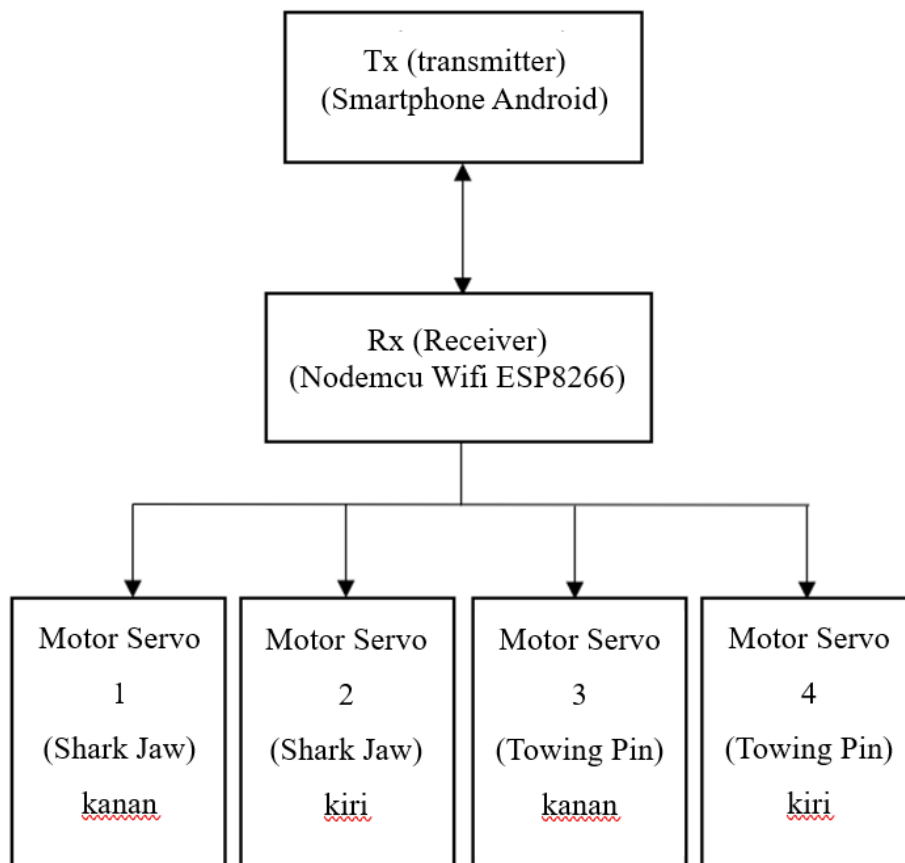 Tx (transmitter)
(Smartphone Android)
Rx (Receiver)
(Nodemcu Wifi ESP8266)
Motor Servo
1
(Shark Jaw)
kanan
Motor Servo
2
(Shark Jaw)
kiri
Motor Servo
3
(Towing Pin)
kanan
Motor Servo
4
(Towing Pin)
kiri